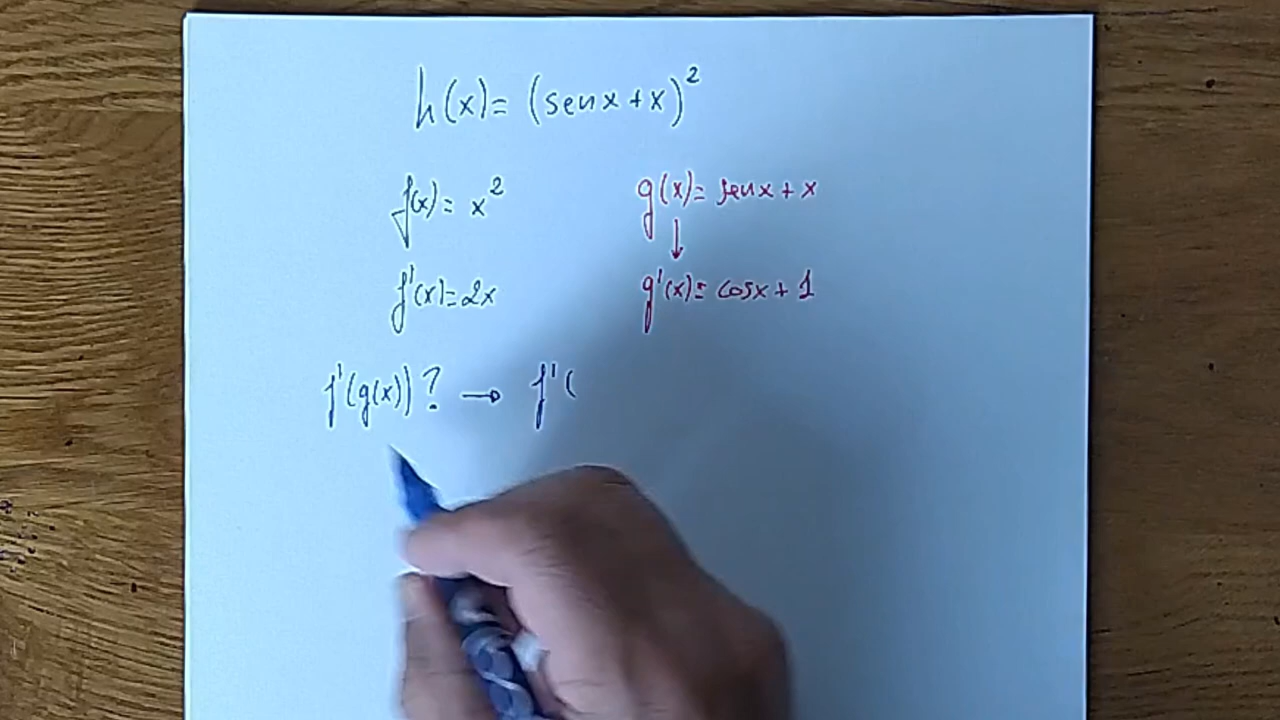 h(x)= (senx+x)²
f(x)= x² g(x)= senx+x
↓
f'(x)=2x g'(x)= cosx+1
f'(g(x))? → f'(